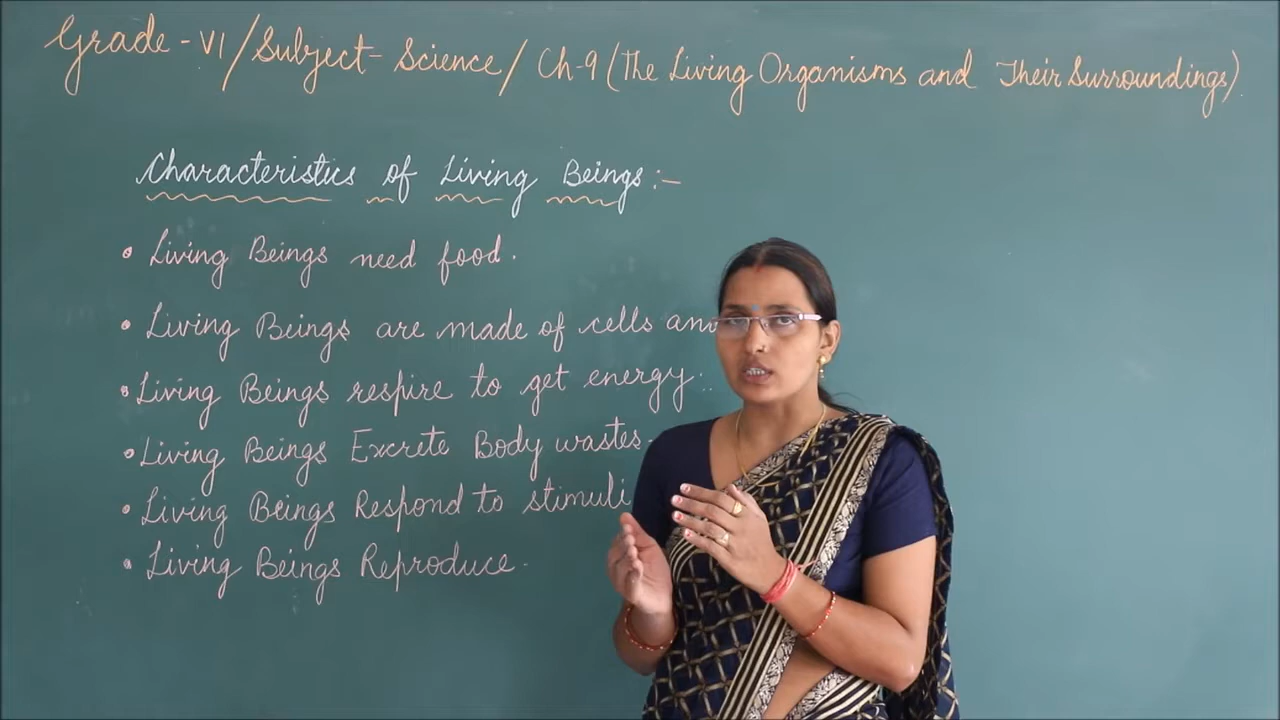 Grade-VI/Subject-Science/Ch-9(The Living Organisms and Their Surroundings)
Characteristics of Living Beings:-
• Living Beings need food.
• Living Beings are made of cells and
• Living Beings respire to get energy.
• Living Beings Excrete Body wastes.
• Living Beings Respond to stimuli
• Living Beings Reproduce.